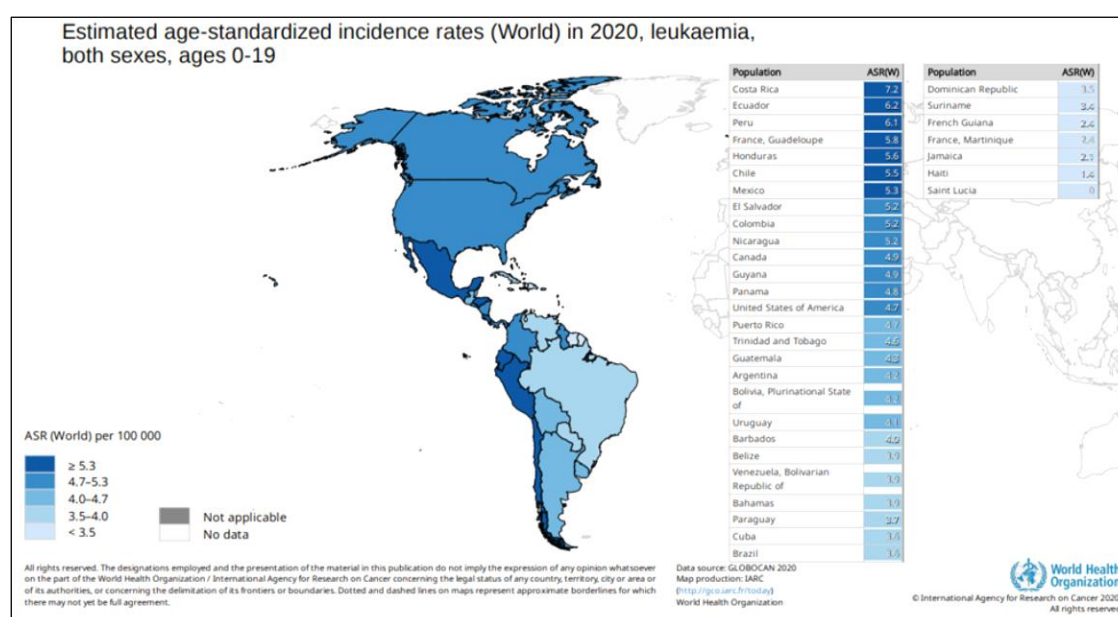 Estimated age-standardized incidence rates (World) in 2020, leukaemia,
both sexes, ages 0-19
Population ASR(W)
Costa Rica 7.2
Ecuador 6.2
Peru 6.1
France, Guadeloupe 5.8
Honduras 5.6
Chile 5.5
Mexico 5.3
El Salvador 5.2
Colombia 5.2
Nicaragua 5.2
Canada 4.9
Guyana 4.9
Panama 4.8
United States of America 4.7
Puerto Rico 4.7
Trinidad and Tobago 4.6
Guatemala 4.3
Argentina 4.2
Bolivia, Plurinational State
of 4.2
Uruguay 4.1
Barbados 4.0
Belize 3.9
Venezuela, Bolivarian
Republic of 3.9
Bahamas 3.9
Paraguay 3.7
Cuba
Brazil
Population ASR(W)
Dominican Republic 3.5
Suriname
French Guiana
France, Martinique
Jamaica 2.1
Haiti 1.4
Saint Lucia 0
ASR (World) per 100 000
≥ 5.3
4.7–5.3
4.0–4.7
3.5–4.0
< 3.5
Not applicable
No data
All rights reserved. The designations employed and the presentation of the material in this publication do not imply the expression of any opinion whatsoever
on the part of the World Health Organization / International Agency for Research on Cancer concerning the legal status of any country, territory, city or area or
of its authorities, or concerning the delimitation of its frontiers or boundaries. Dotted and dashed lines on maps represent approximate borderlines for which
there may not yet be full agreement.
Data source: GLOBOCAN 2020
Map production: IARC
(http://gco.iarc.fr/today)
World Health Organization
World Health
Organization
© International Agency for Research on Cancer 2020
All rights reserved